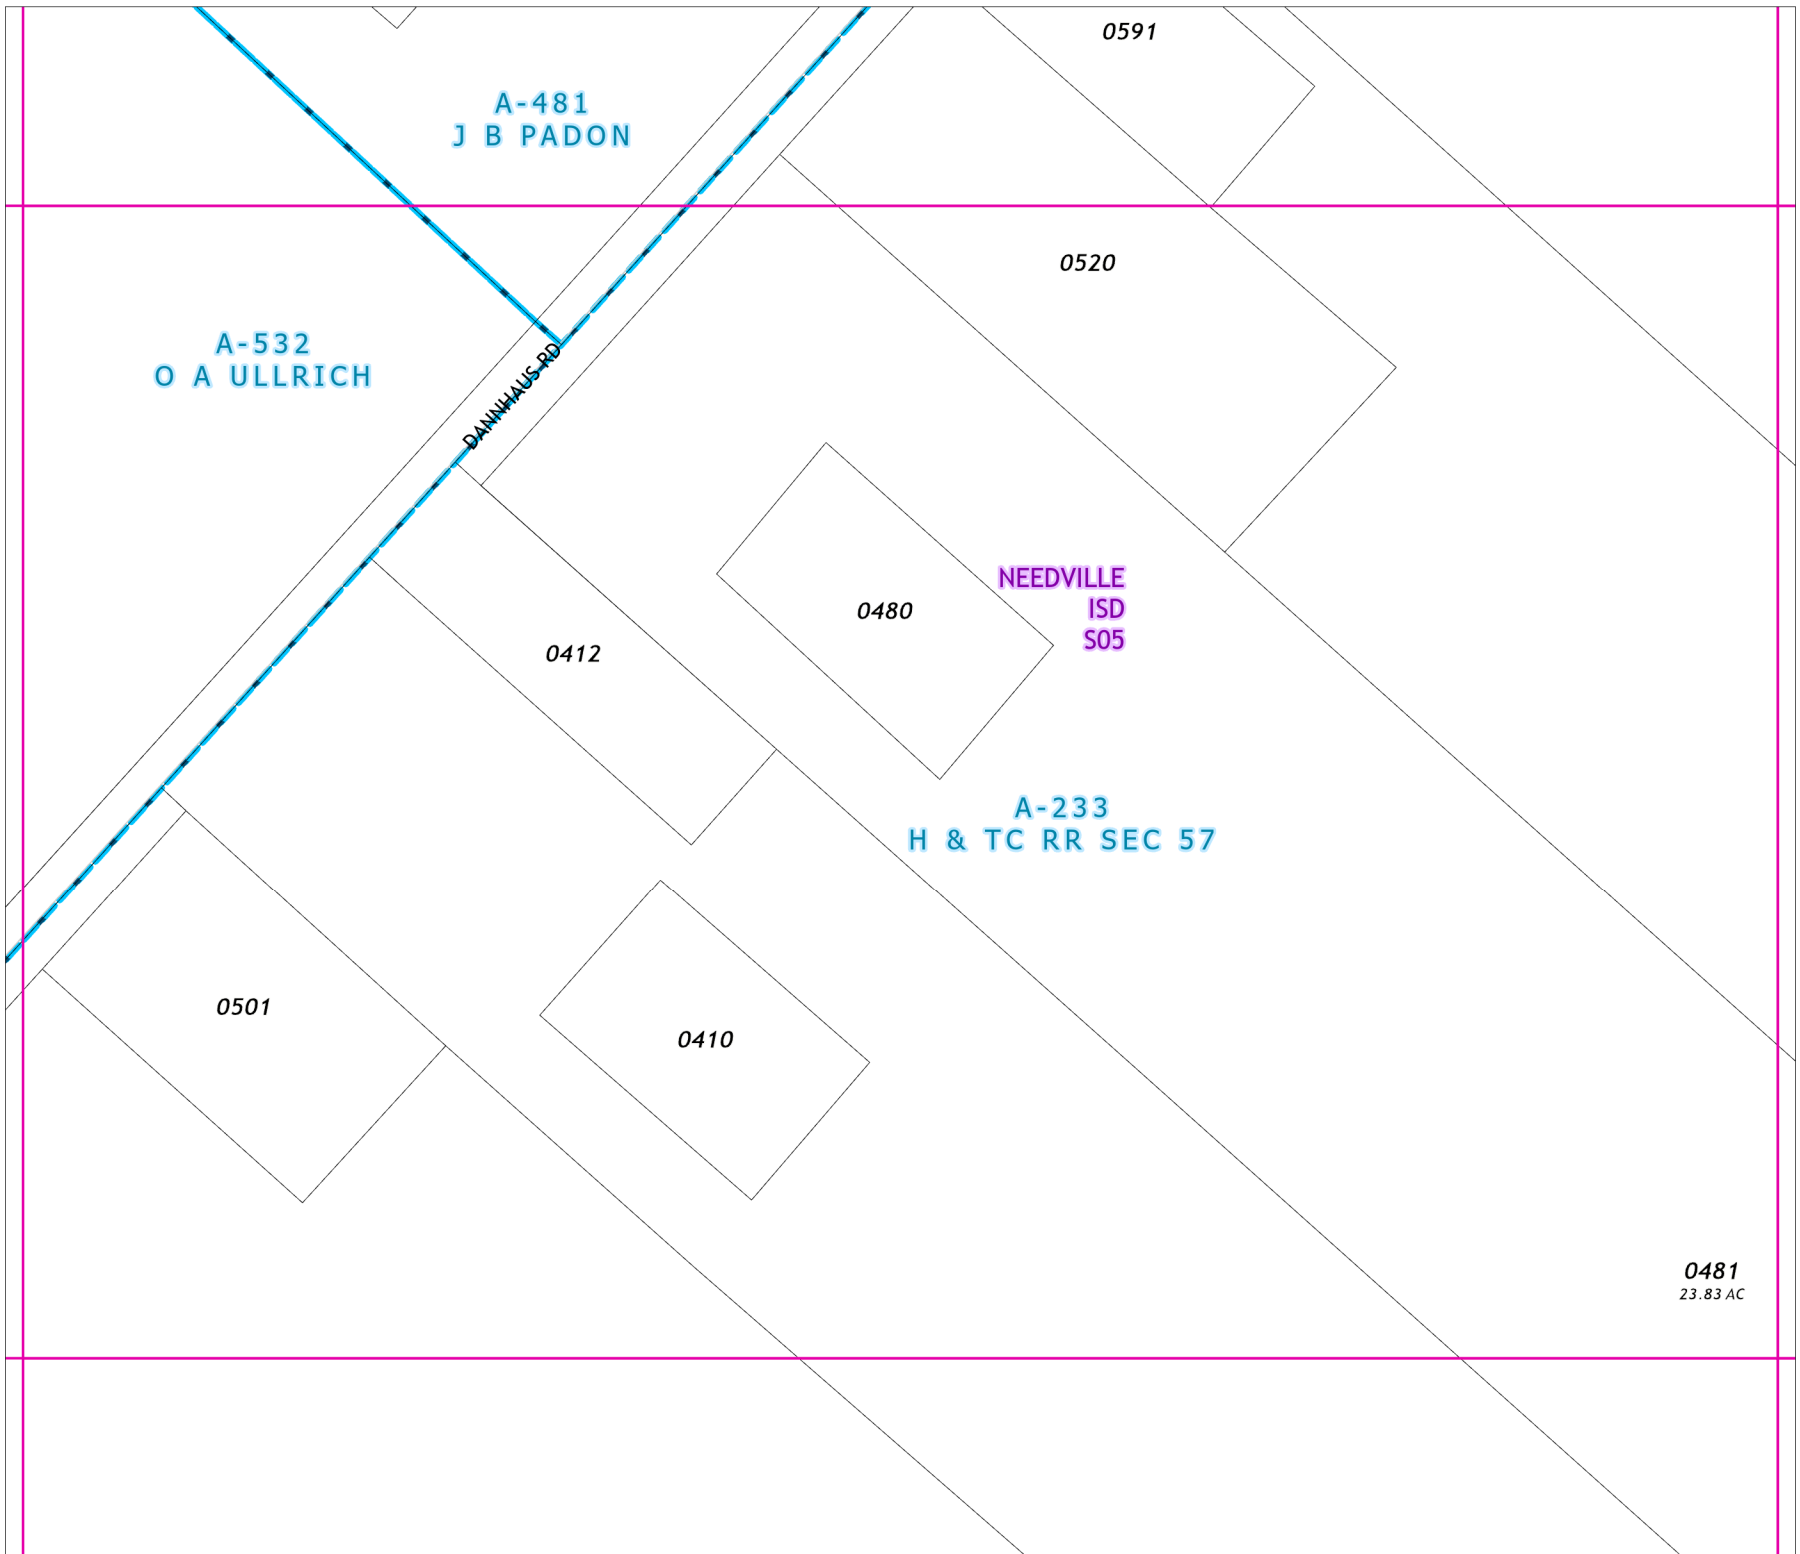 0591
A-481
J B PADON
0520
A-532
O A ULLRICH
DANNHAUS RD
NEEDVILLE
ISD
S05
0480
0412
A-233
H & TC RR SEC 57
0501
0410
0481
23.83 AC